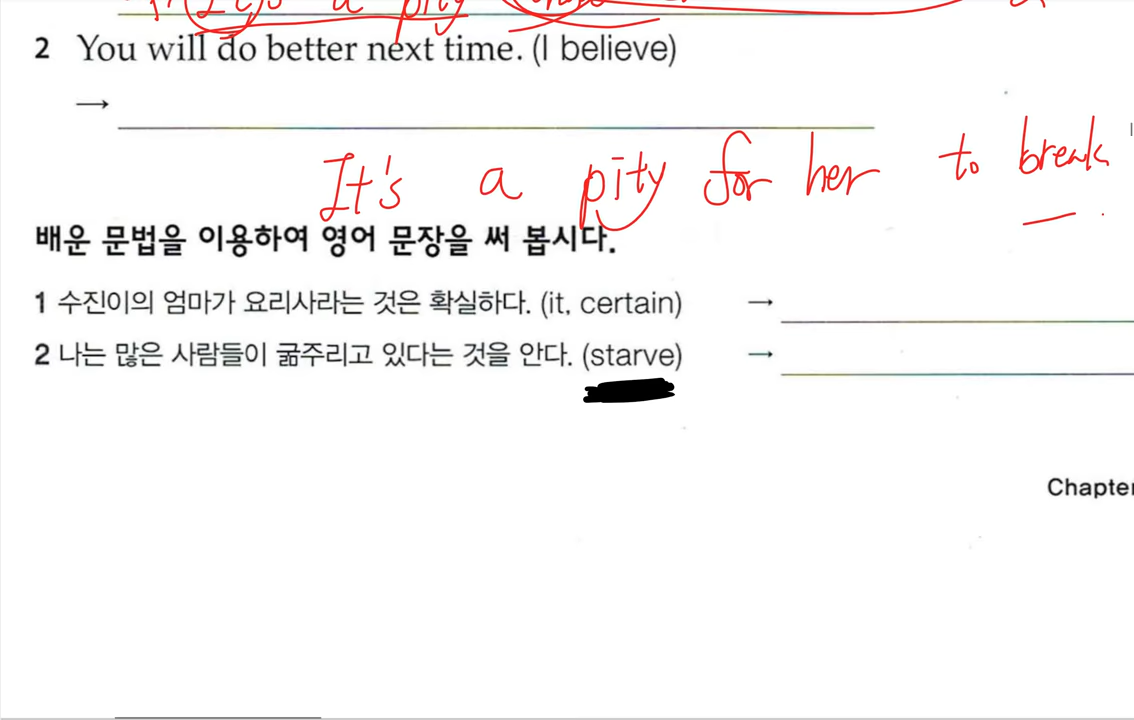 It's a pity
2 You will do better next time. (I believe)
→
It's a pity for her to break
배운 문법을 이용하여 영어 문장을 써 봅시다.
1 수진이의 엄마가 요리사라는 것은 확실하다. (it, certain) →
2 나는 많은 사람들이 굶주리고 있다는 것을 안다. (starve) →
Chapter